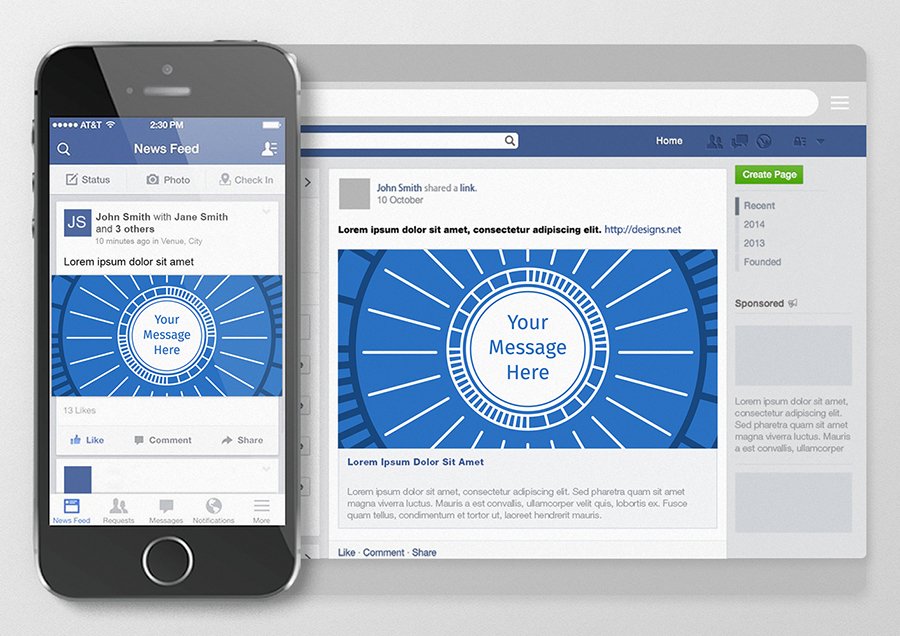 AT&T
2:30 PM
News Feed
Status
Photo
Check In
JS
John Smith with Jane Smith
and 3 others
10 minutes ago in Venue, City
Lorem ipsum dolor sit amet
Your
Message
Here
13 Likes
Like
Comment
Share
News Feed
Requests
Messages
Notifications
More
Home
John Smith shared a link.
10 October
Lorem ipsum dolor sit amet, consectetur adipiscing elit. http://designs.net
Your
Message
Here
Lorem Ipsum Dolor Sit Amet
Lorem ipsum dolor sit amet, consectetur adipiscing elit. Sed pharetra quam sit amet
magna viverra luctus. Mauris a est convallis, ullamcorper velit quis, lobortis ex. Fusce
quam tellus, condimentum et tortor ut, laoreet hendrerit mauris.
Like · Comment · Share
Create Page
Recent
2014
2013
Founded
Sponsored
Lorem ipsum dolor sit amet,
consectetur adipiscing elit.
Sed pharetra quam sit amet
magna viverra luctus. Mauris
a est convallis, ullamcorper